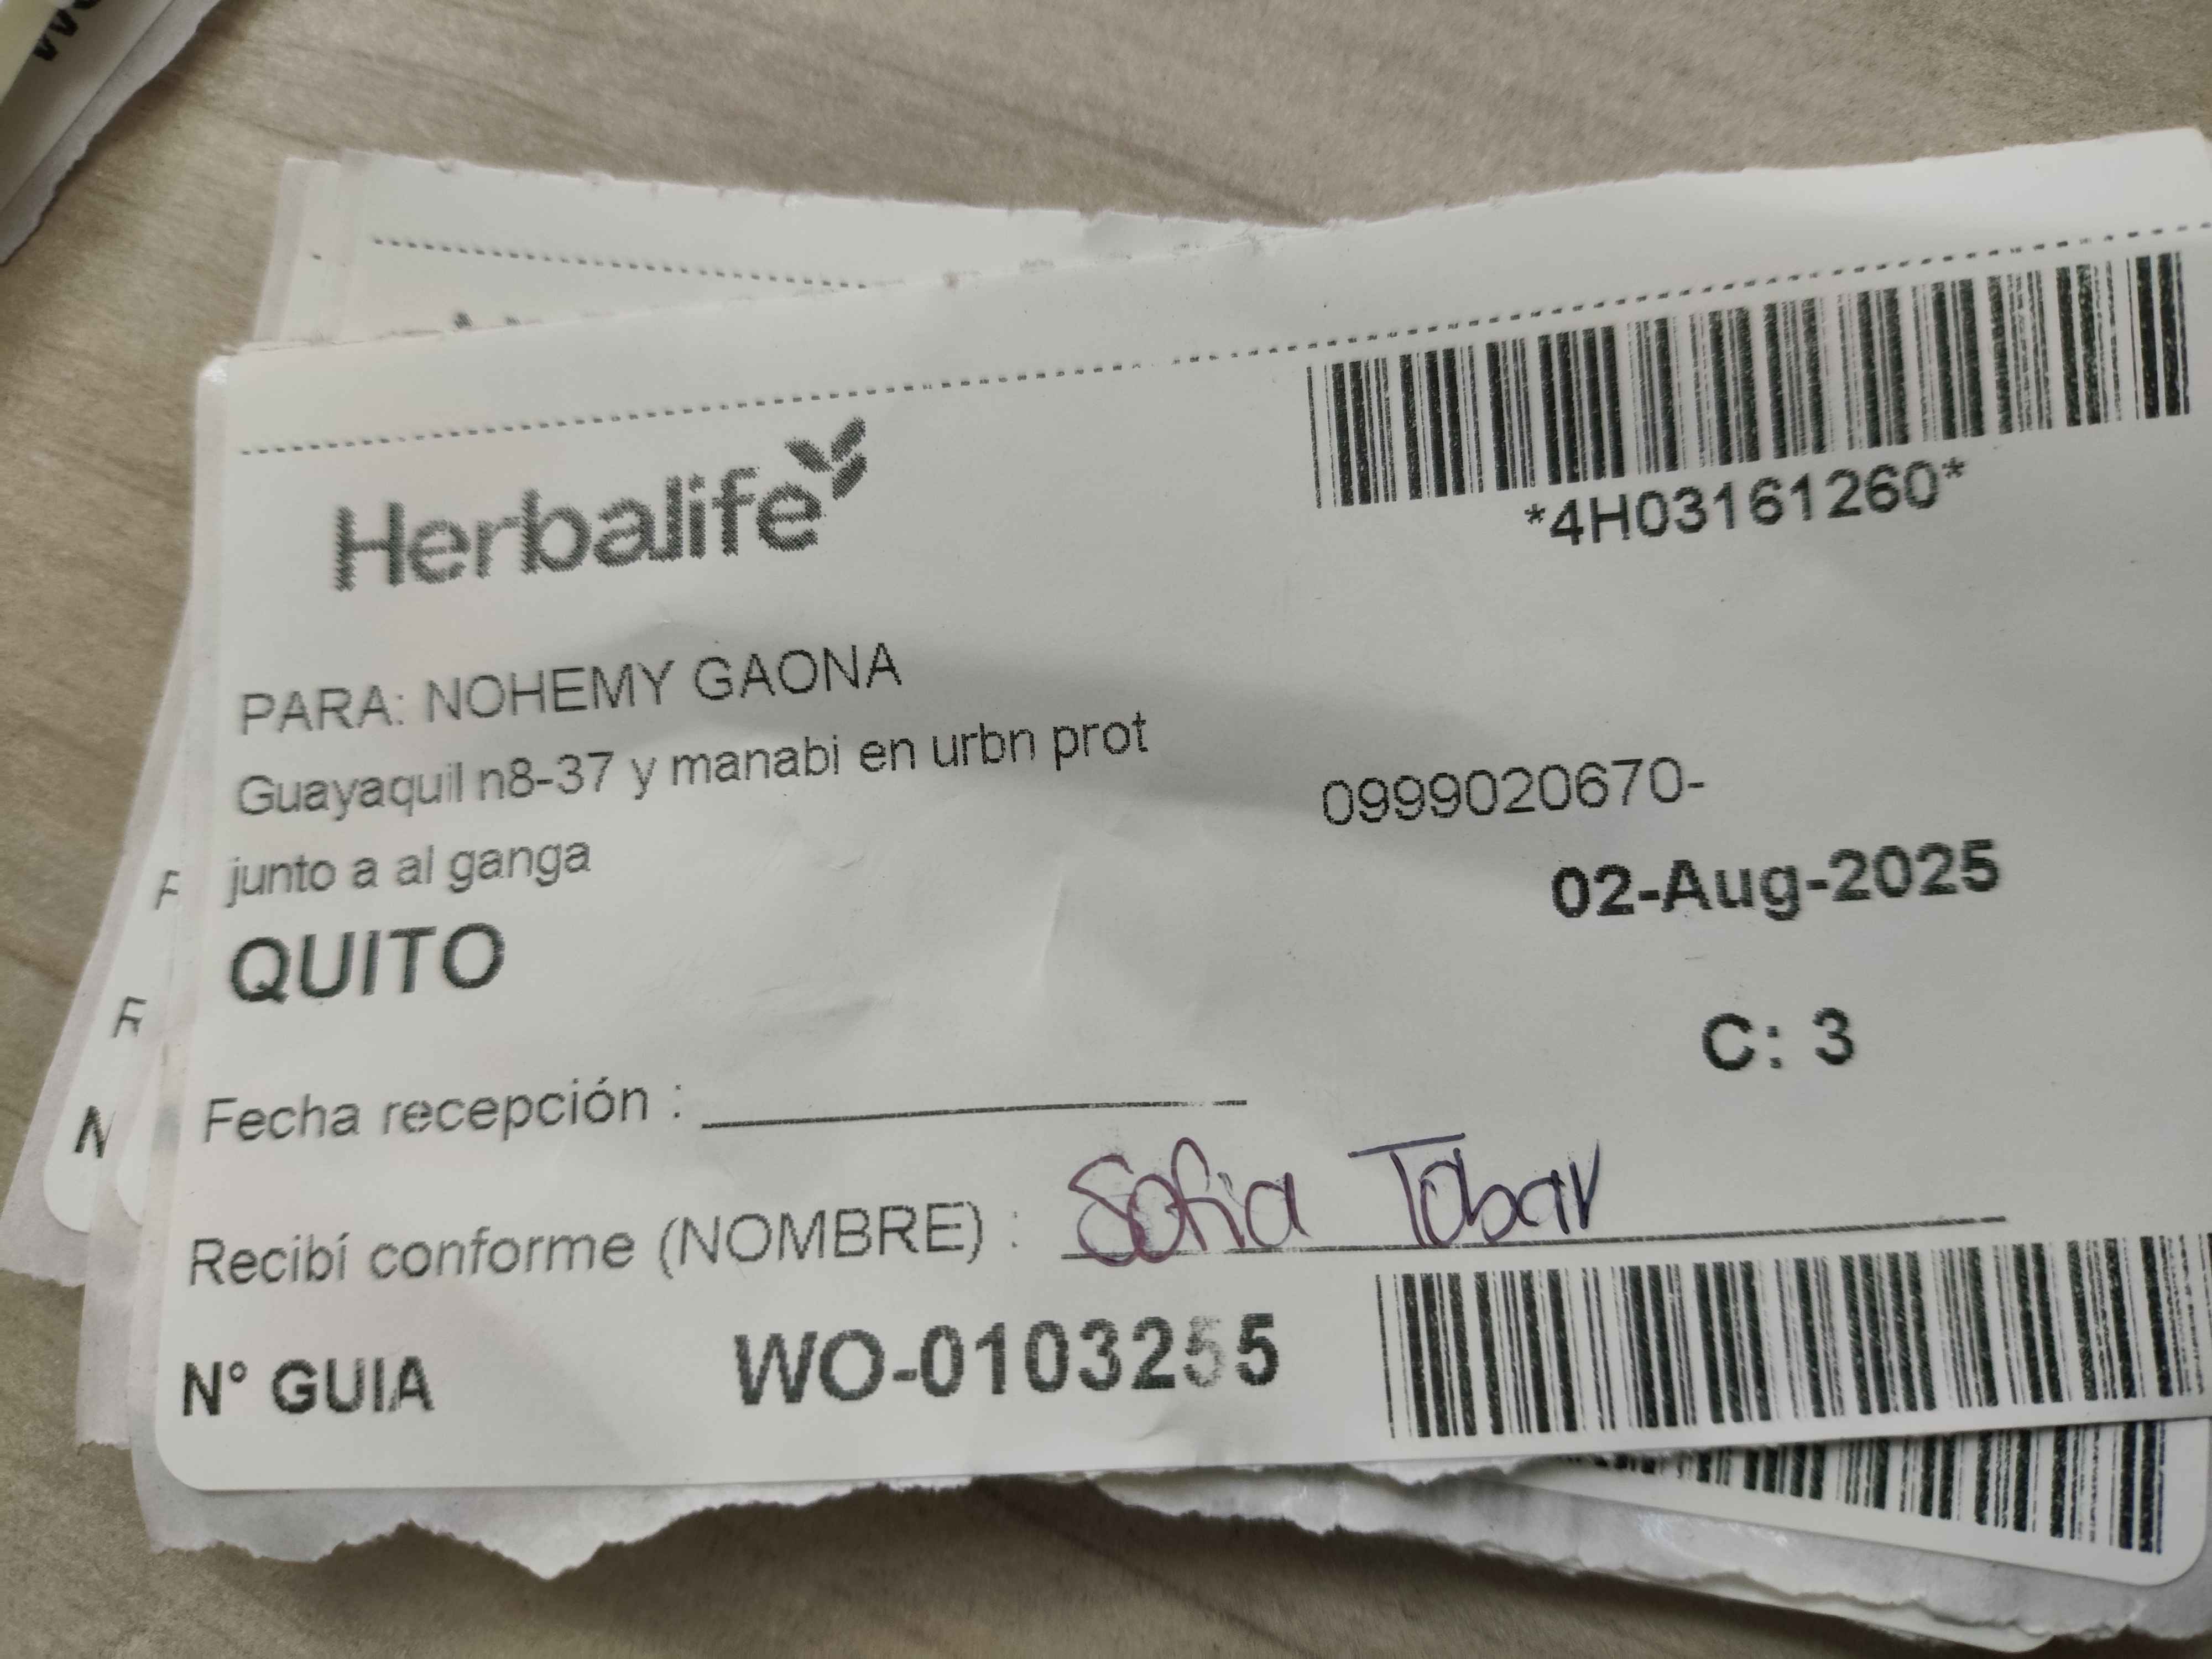 Herbalife
*4H03161260*
PARA: NOHEMY GAONA
Guayaquil n8-37 y manabi en urbn prot
0999020670-
junto a al ganga
02-Aug-2025
QUITO
C: 3
Fecha recepción :
Recibí conforme (NOMBRE) : Sofia Tobar
N° GUIA WO-0103255